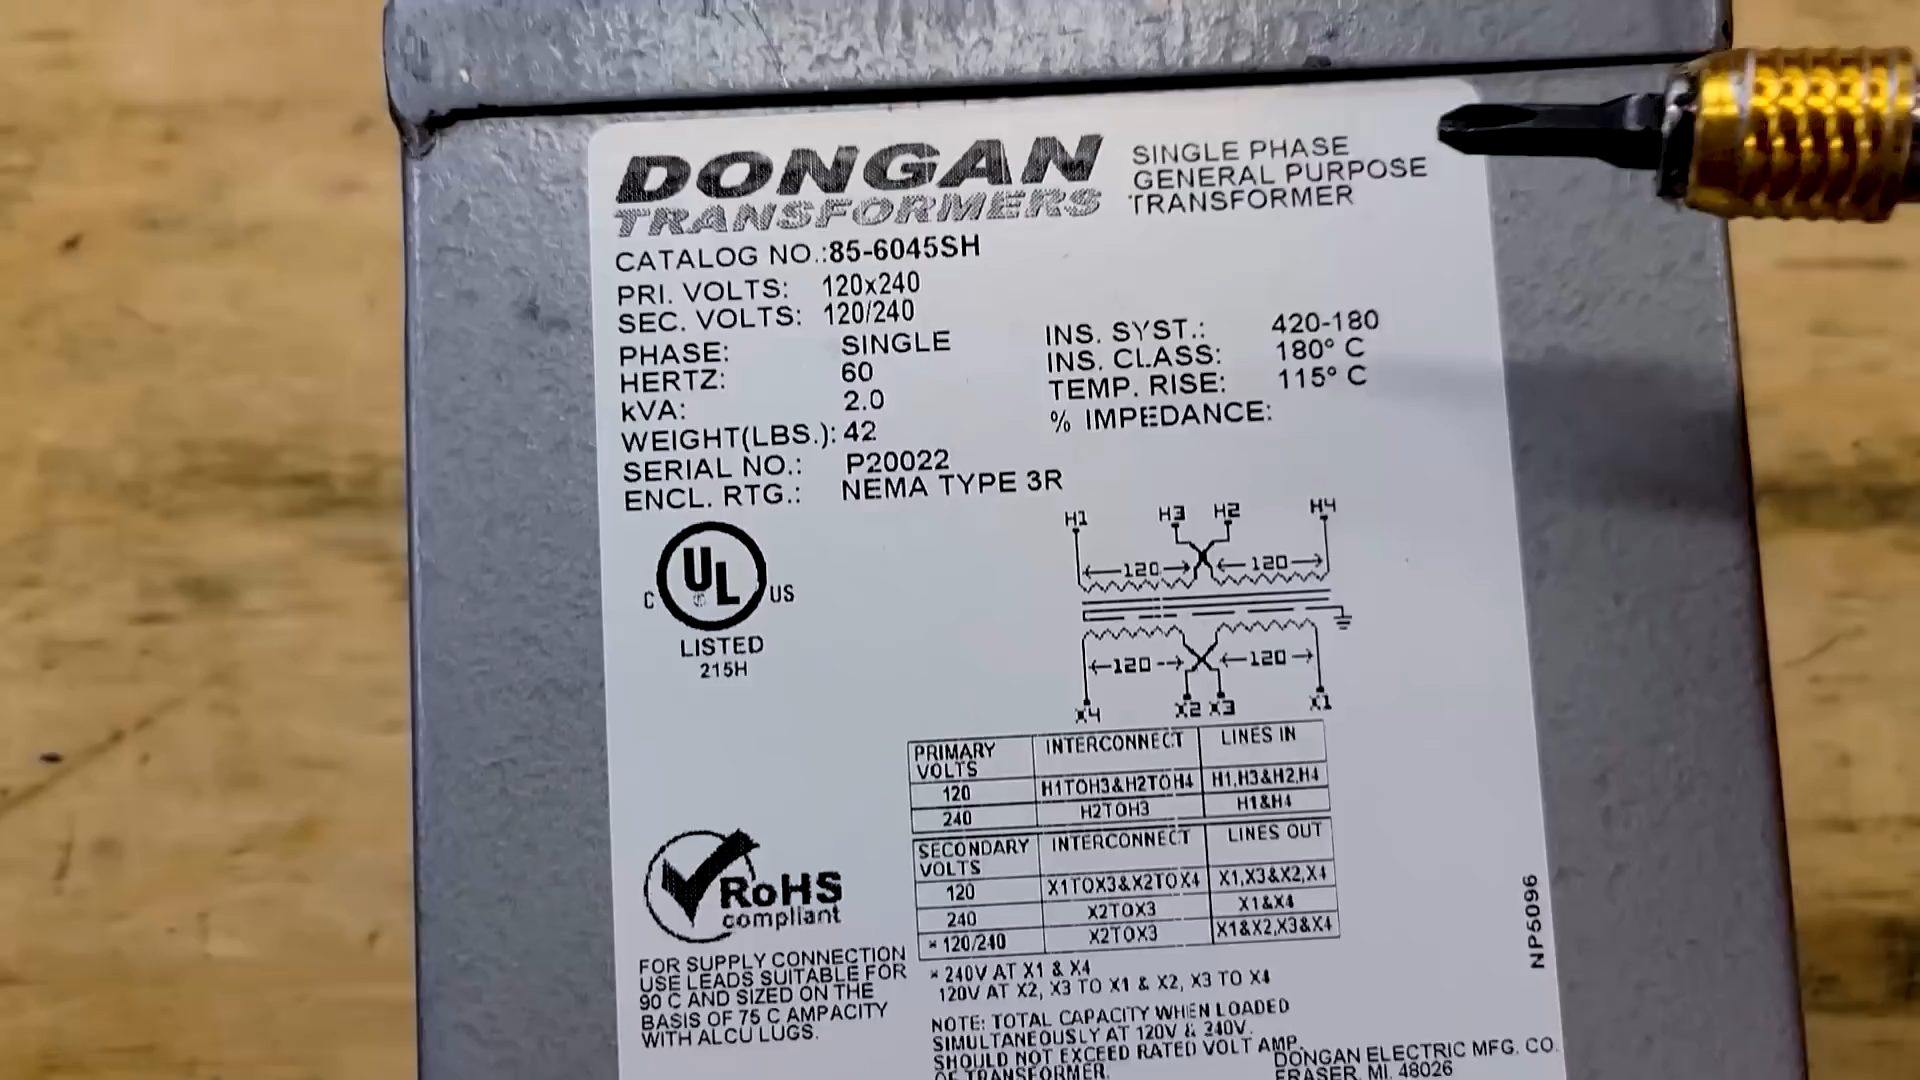 DONGAN
TRANSFORMERS
SINGLE PHASE
GENERAL PURPOSE
TRANSFORMER
CATALOG NO.:85-6045SH
PRI. VOLTS: 120x240
SEC. VOLTS: 120/240
PHASE: SINGLE
HERTZ: 60
kVA: 2.0
WEIGHT(LBS.): 42
SERIAL NO.: P20022
ENCL. RTG.: NEMA TYPE 3R
INS. SYST.: 420-180
INS. CLASS: 180° C
TEMP. RISE: 115° C
% IMPEDANCE:
H1 H3 H2 H4
120 120
120 120
X4 X2 X3 X1
C UL US
LISTED
215H
PRIMARY VOLTS INTERCONNECT LINES IN
120 H1TOH3&H2TOH4 H1,H3&H2,H4
240 H2TOH3 H1&H4
SECONDARY VOLTS INTERCONNECT LINES OUT
120 X1TOX3&X2TOX4 X1,X3&X2,X4
240 X2TOX3 X1&X4
* 120/240 X2TOX3 X1&X2,X3&X4
* 240V AT X1 & X4
120V AT X2, X3 TO X1 & X2, X3 TO X4
NOTE: TOTAL CAPACITY WHEN LOADED
SIMULTANEOUSLY AT 120V & 240V.
SHOULD NOT EXCEED RATED VOLT AMP.
OF TRANSFORMER.
RoHS
compliant
FOR SUPPLY CONNECTION
USE LEADS SUITABLE FOR
90 C AND SIZED ON THE
BASIS OF 75 C AMPACITY
WITH ALCU LUGS.
DONGAN ELECTRIC MFG. CO.
FRASER, MI. 48026
NP5096